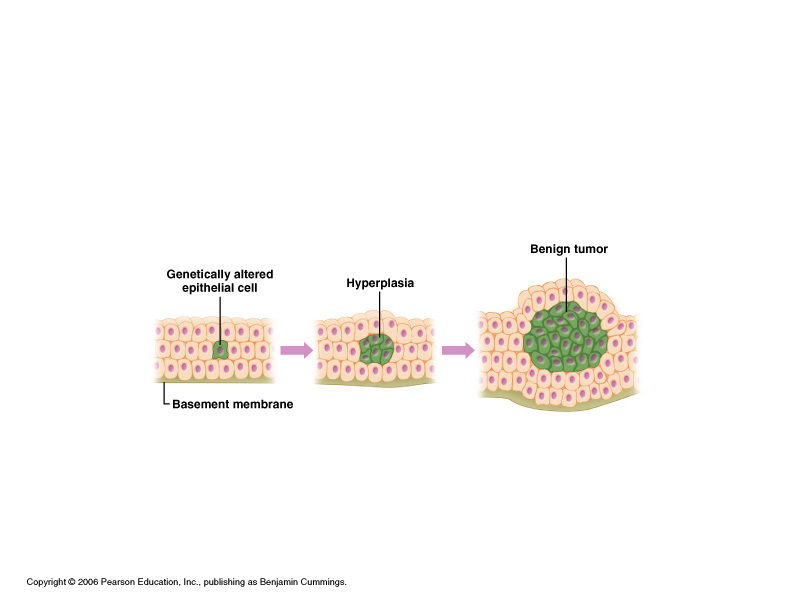 Benign tumor
Genetically altered
epithelial cell
Hyperplasia
Basement membrane
Copyright © 2006 Pearson Education, Inc., publishing as Benjamin Cummings.